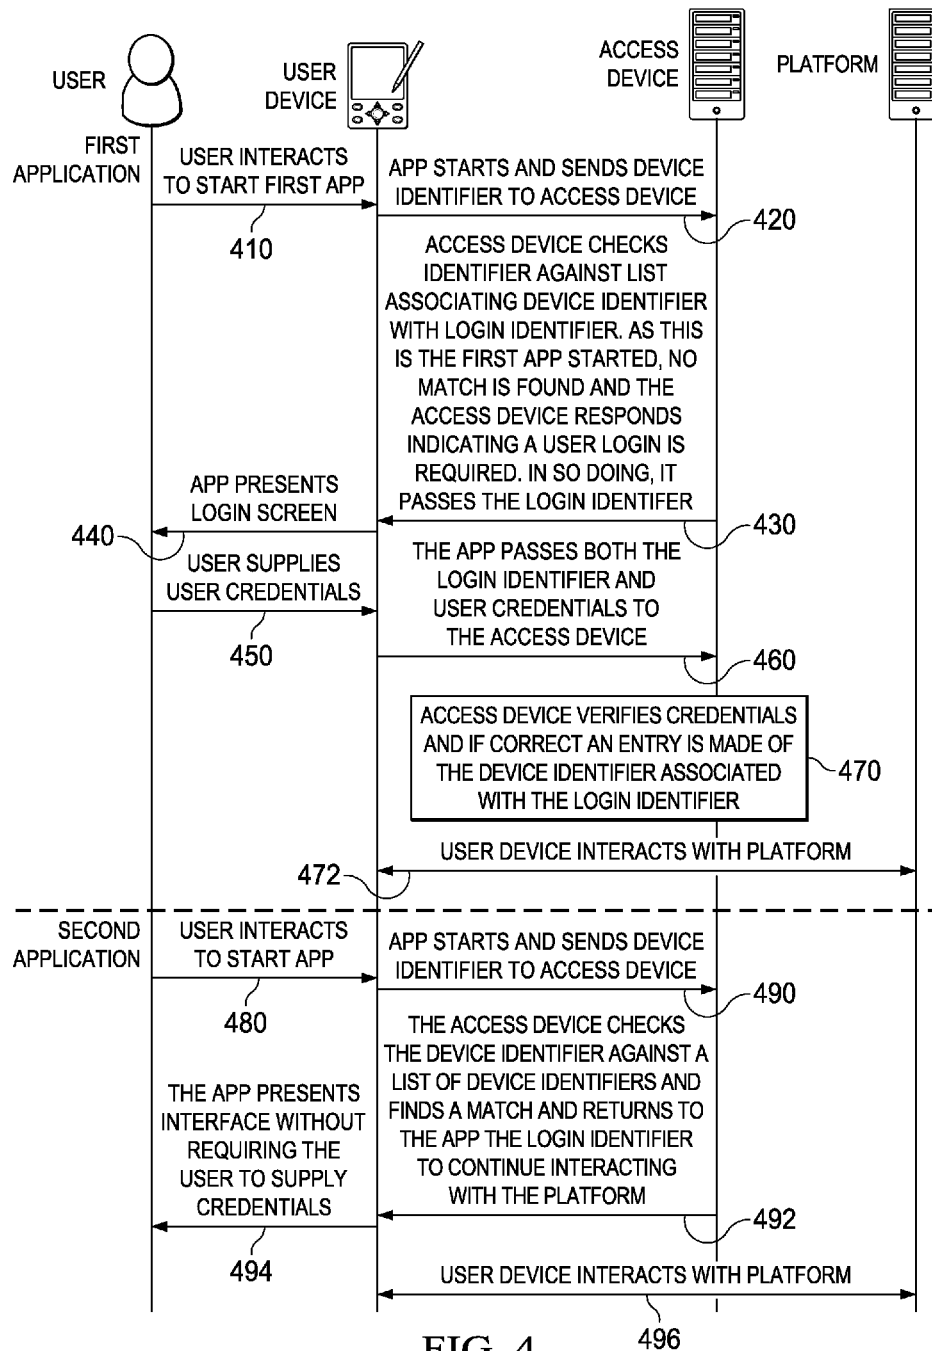 USER
USER
DEVICE
ACCESS
DEVICE
PLATFORM
FIRST
APPLICATION
USER INTERACTS
TO START FIRST APP
410
APP STARTS AND SENDS DEVICE
IDENTIFIER TO ACCESS DEVICE
420
ACCESS DEVICE CHECKS
IDENTIFIER AGAINST LIST
ASSOCIATING DEVICE IDENTIFIER
WITH LOGIN IDENTIFIER. AS THIS
IS THE FIRST APP STARTED, NO
MATCH IS FOUND AND THE
ACCESS DEVICE RESPONDS
INDICATING A USER LOGIN IS
REQUIRED. IN SO DOING, IT
PASSES THE LOGIN IDENTIFER
430
APP PRESENTS
LOGIN SCREEN
440
USER SUPPLIES
USER CREDENTIALS
450
THE APP PASSES BOTH THE
LOGIN IDENTIFIER AND
USER CREDENTIALS TO
THE ACCESS DEVICE
460
ACCESS DEVICE VERIFIES CREDENTIALS
AND IF CORRECT AN ENTRY IS MADE OF
THE DEVICE IDENTIFIER ASSOCIATED
WITH THE LOGIN IDENTIFIER
470
USER DEVICE INTERACTS WITH PLATFORM
472
SECOND
APPLICATION
USER INTERACTS
TO START APP
480
APP STARTS AND SENDS DEVICE
IDENTIFIER TO ACCESS DEVICE
490
THE ACCESS DEVICE CHECKS
THE DEVICE IDENTIFIER AGAINST A
LIST OF DEVICE IDENTIFIERS AND
FINDS A MATCH AND RETURNS TO
THE APP THE LOGIN IDENTIFIER
TO CONTINUE INTERACTING
WITH THE PLATFORM
492
THE APP PRESENTS
INTERFACE WITHOUT
REQUIRING THE
USER TO SUPPLY
CREDENTIALS
494
USER DEVICE INTERACTS WITH PLATFORM
496
FIG. 4